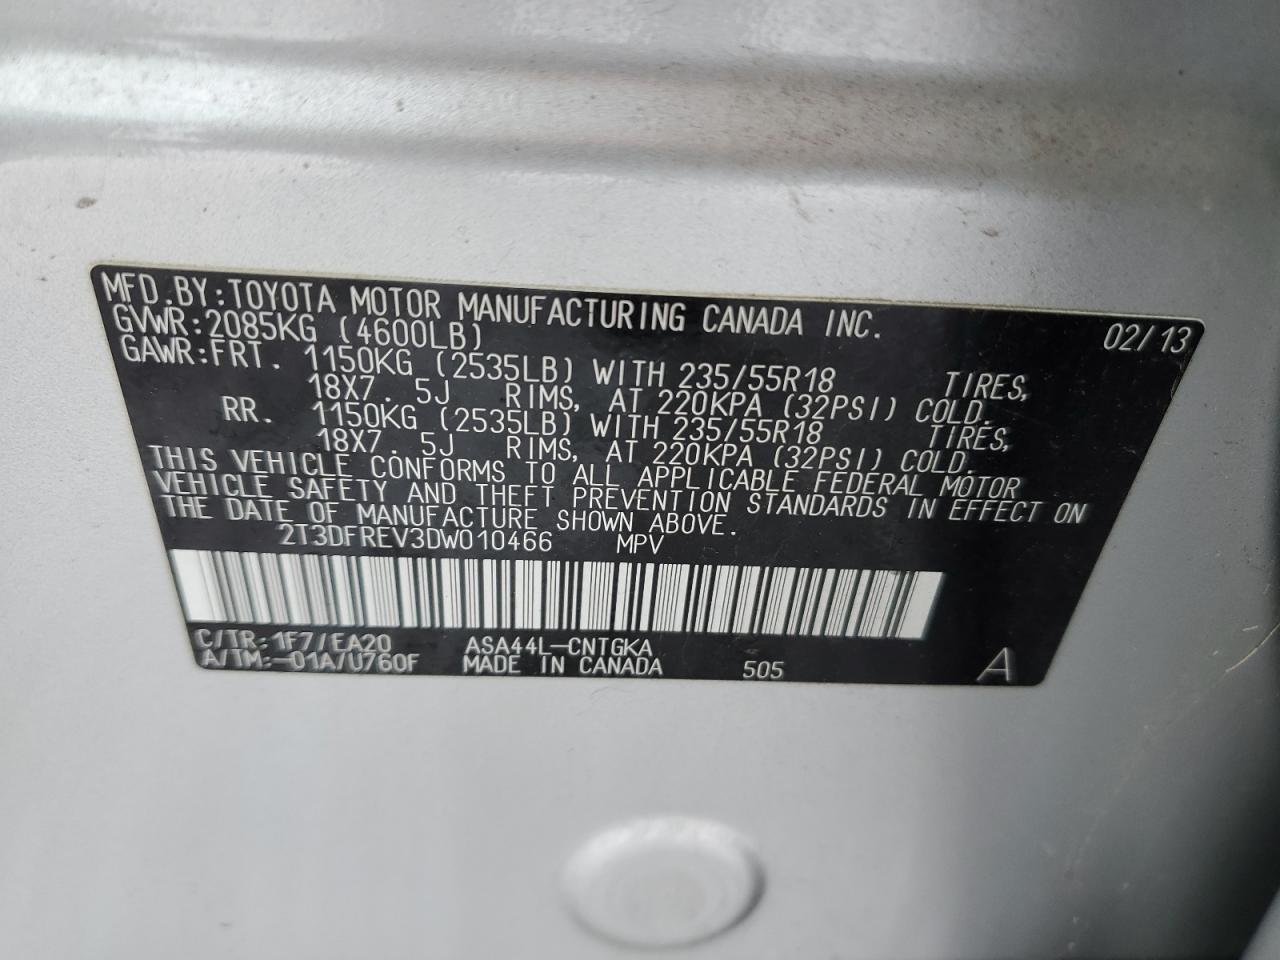 MFD.BY:TOYOTA MOTOR MANUFACTURING CANADA INC. 02/13
GVWR:2085KG (4600LB)
GAWR:FRT. 1150KG (2535LB) WITH 235/55R18 TIRES,
18X7.5J RIMS, AT 220KPA (32PSI) COLD.
RR. 1150KG (2535LB) WITH 235/55R18 TIRES,
18X7.5J RIMS, AT 220KPA (32PSI) COLD.
THIS VEHICLE CONFORMS TO ALL APPLICABLE FEDERAL MOTOR
VEHICLE SAFETY AND THEFT PREVENTION STANDARDS IN EFFECT ON
THE DATE OF MANUFACTURE SHOWN ABOVE.
2T3DFREV3DW010466 MPV
C/TR:1F7/EA20 ASA44L-CNTGKA
A/TM:-01A/U760F MADE IN CANADA 505 A